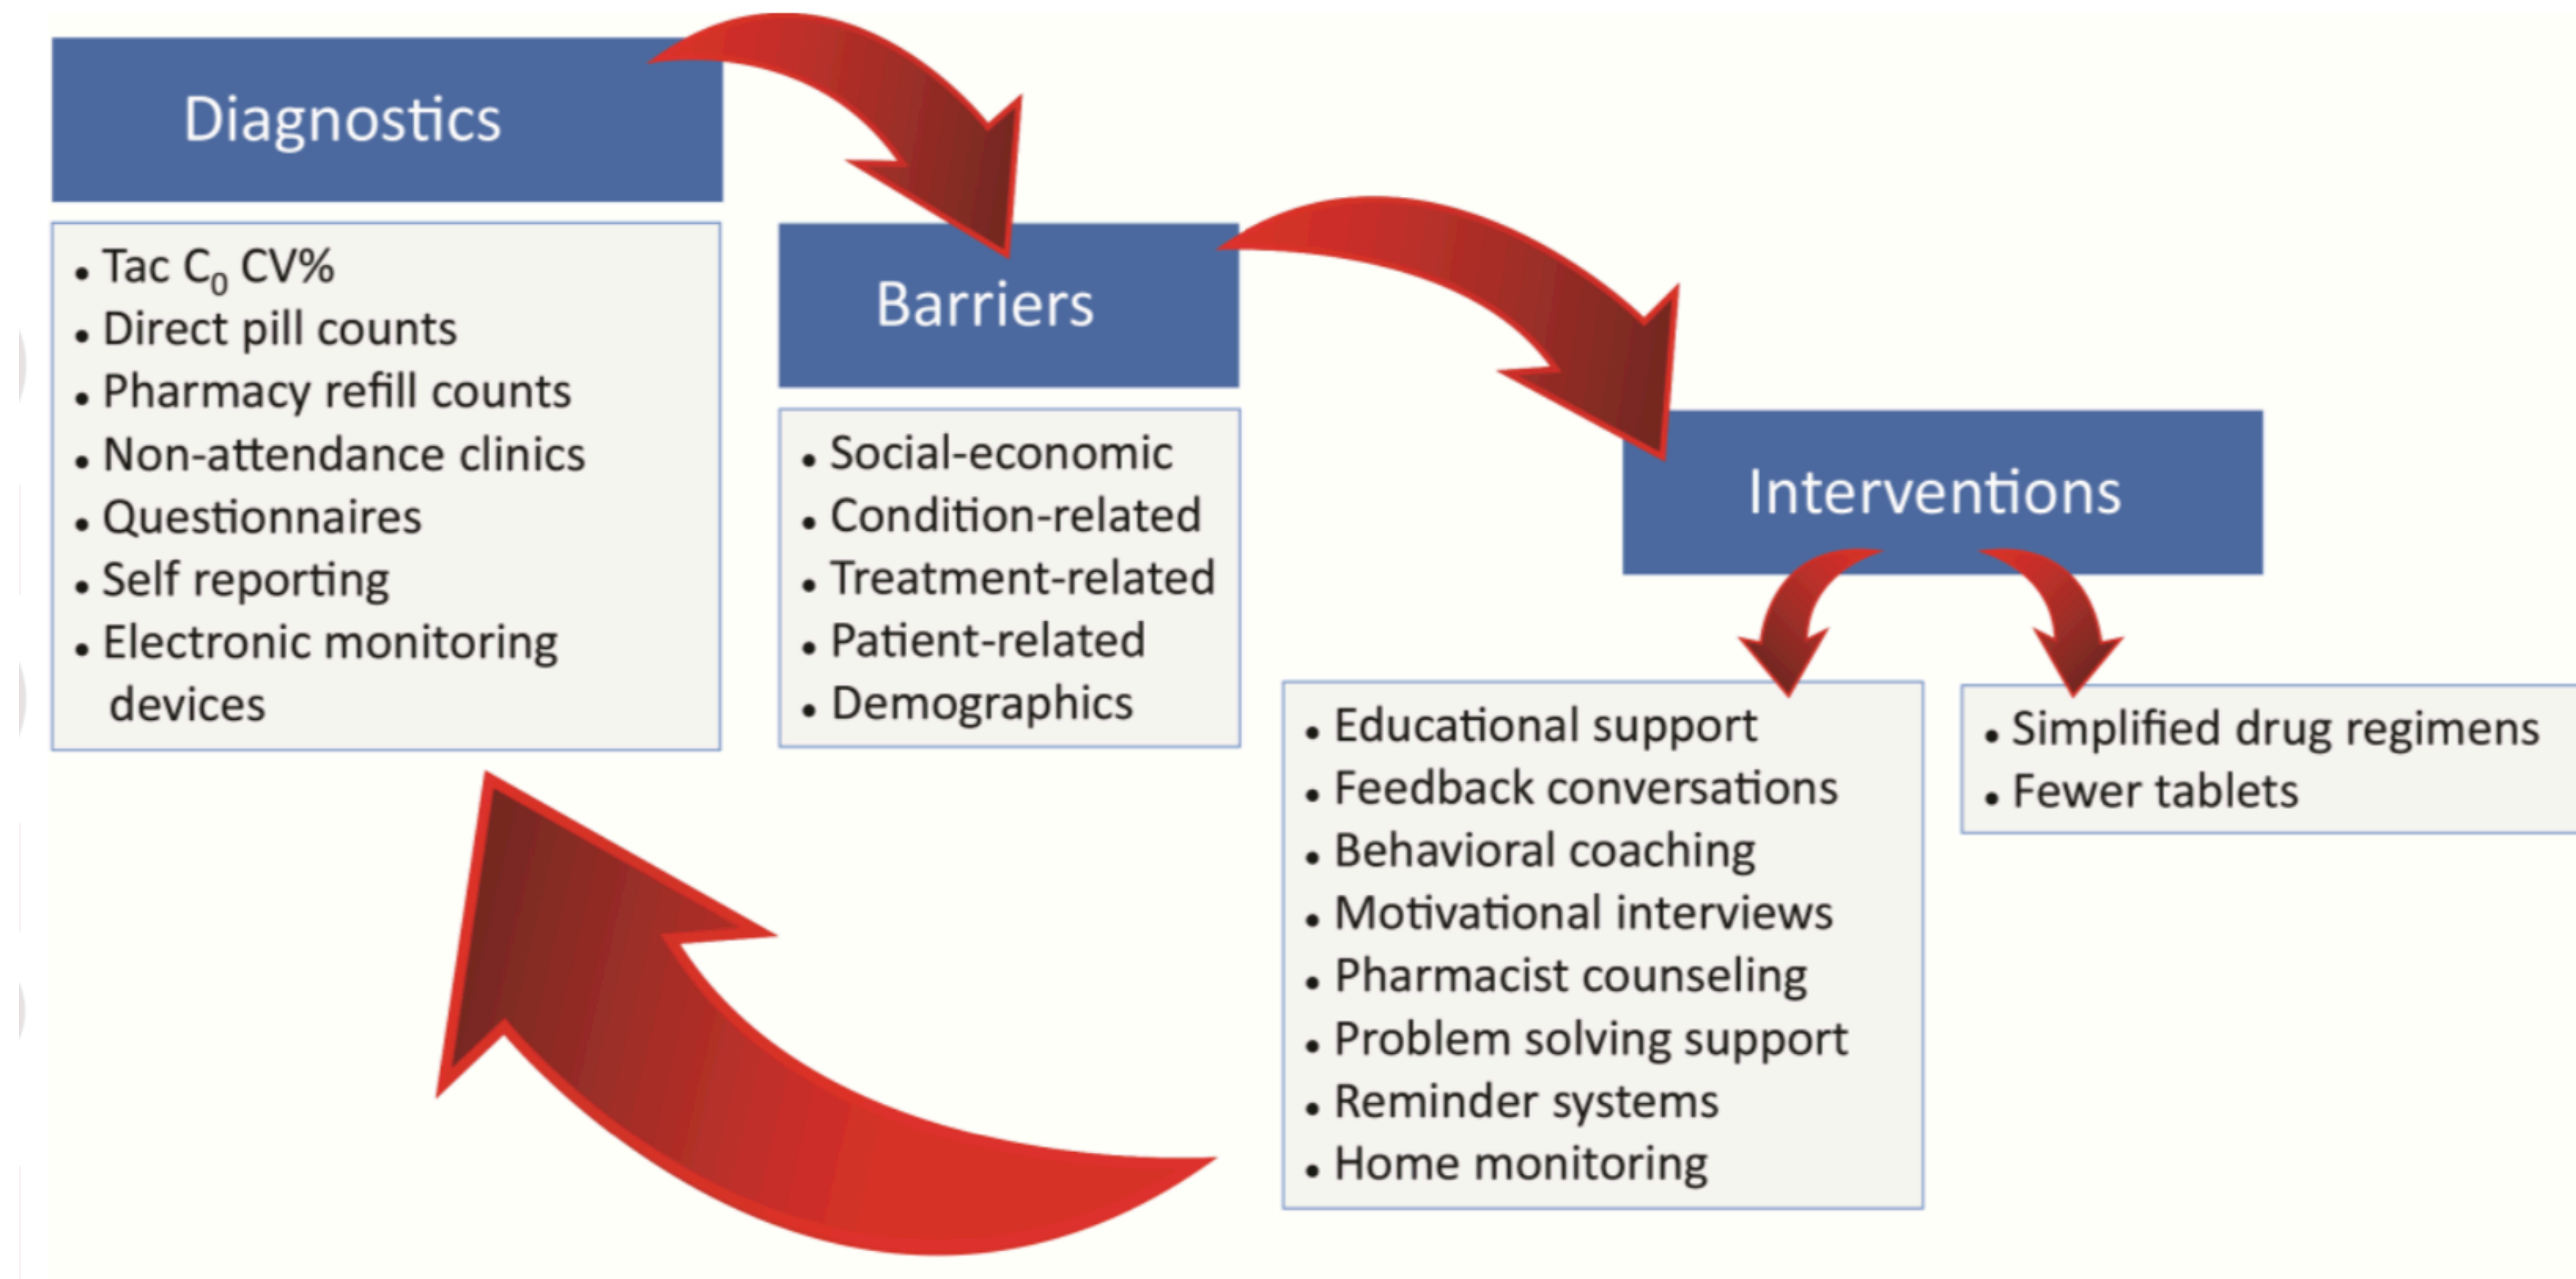 Diagnostics
• Tac C₀ CV%
• Direct pill counts
• Pharmacy refill counts
• Non-attendance clinics
• Questionnaires
• Self reporting
• Electronic monitoring
devices
Barriers
• Social-economic
• Condition-related
• Treatment-related
• Patient-related
• Demographics
Interventions
• Educational support
• Feedback conversations
• Behavioral coaching
• Motivational interviews
• Pharmacist counseling
• Problem solving support
• Reminder systems
• Home monitoring
• Simplified drug regimens
• Fewer tablets